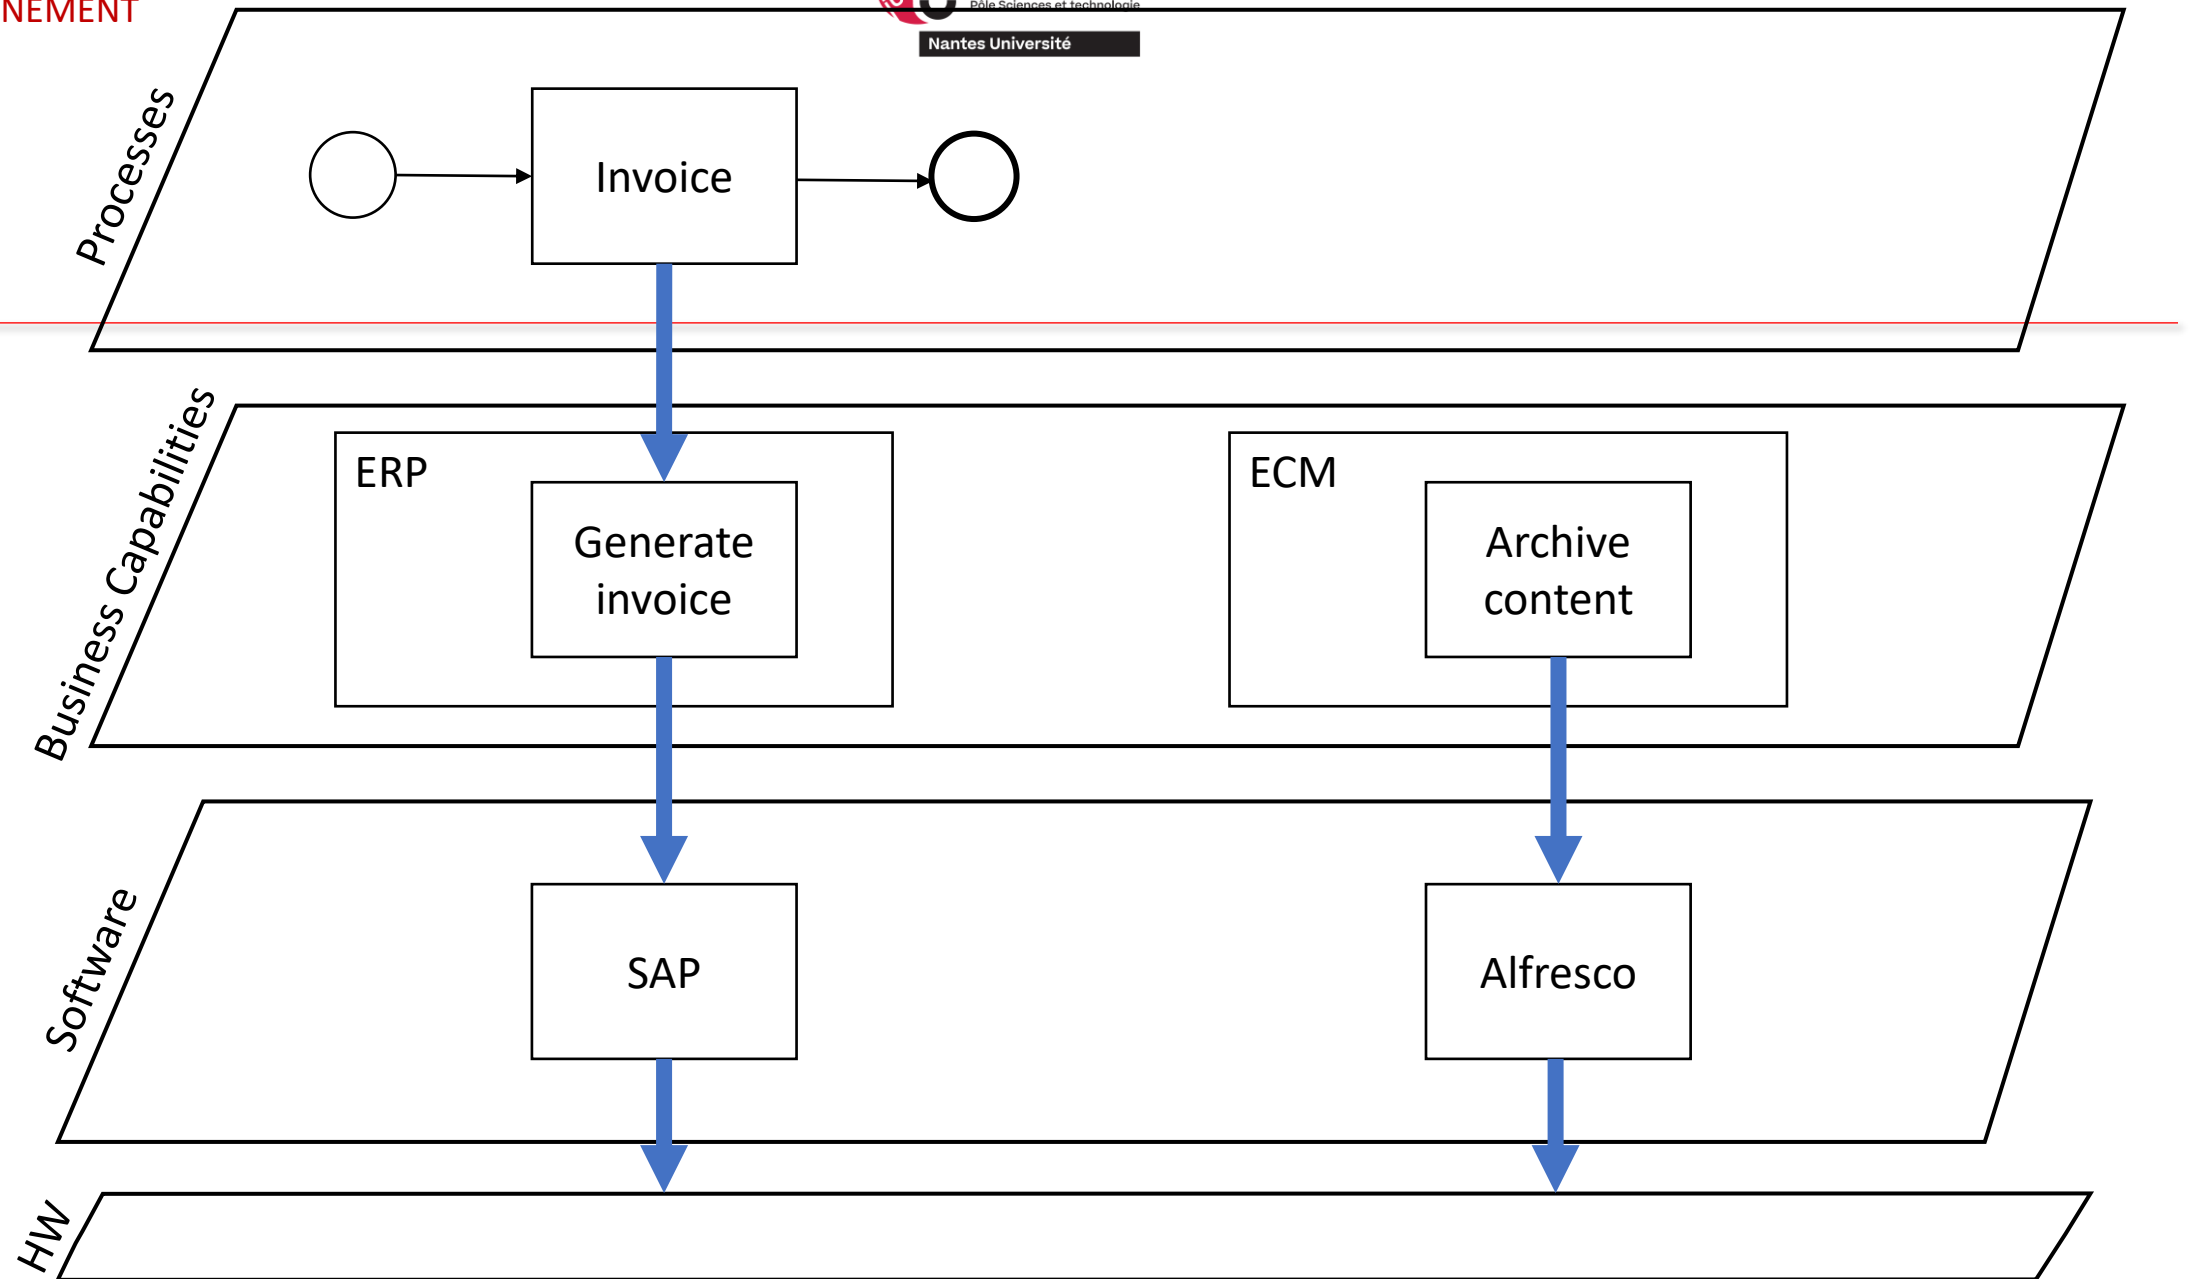 NEMENT
Pôle Sciences et technologie
Nantes Université
Processes
Invoice
Business Capabilities
ERP
Generate
invoice
ECM
Archive
content
Software
SAP
Alfresco
HW